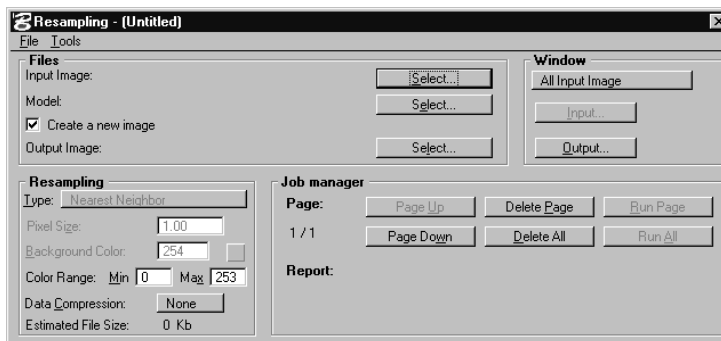 Resampling - (Untitled)
File Tools
Files
Input Image: Select...
Model: Select...
Create a new image
Output Image: Select...
Window
All Input Image
Input...
Output...
Resampling
Type: Nearest Neighbor
Pixel Size: 1.00
Background Color: 254
Color Range: Min 0 Max 253
Data Compression: None
Estimated File Size: 0 Kb
Job manager
Page: Page Up Delete Page Run Page
1 / 1 Page Down Delete All Run All
Report: